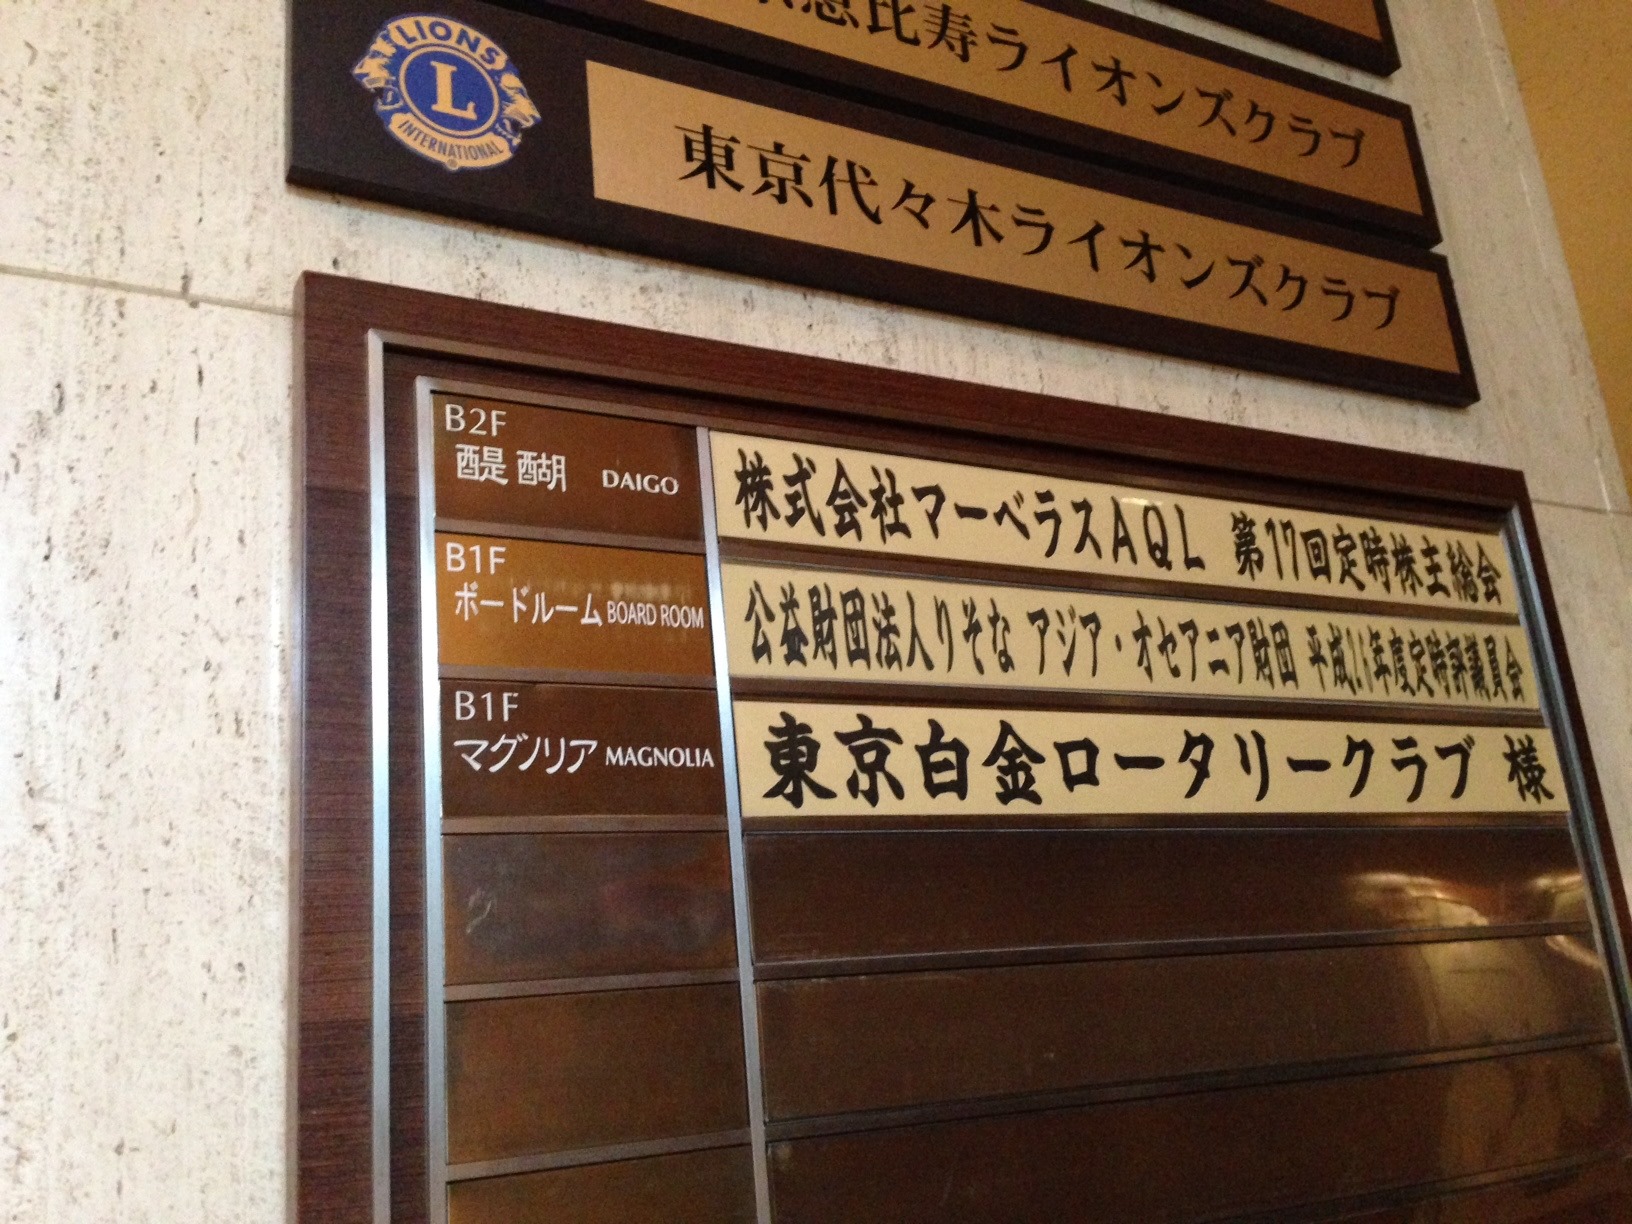 恵比寿ライオンズクラブ
LIONS
L
INTERNATIONAL
東京代々木ライオンズクラブ
B2F
醍醐 DAIGO
株式会社マーベラスAQL 第17回定時株主総会
B1F
ボードルーム BOARD ROOM
公益財団法人りそな アジア・オセアニア財団 平成26年度定時評議員会
B1F
マグノリア MAGNOLIA
東京白金ロータリークラブ 様